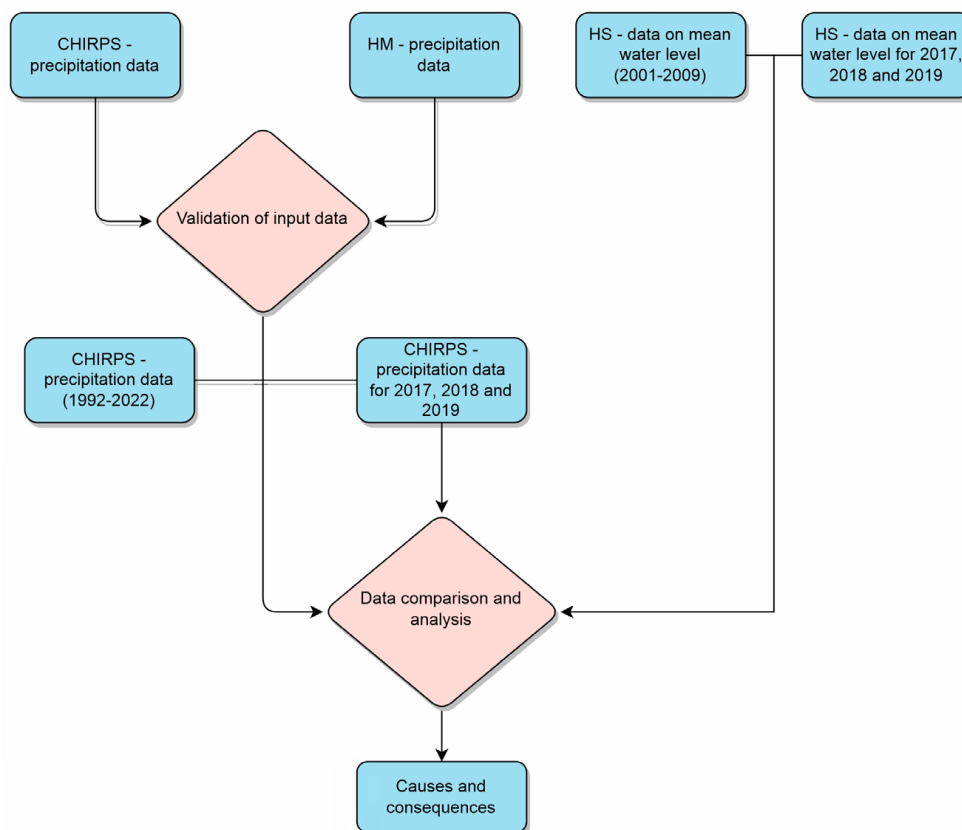 CHIRPS -
precipitation data
HM - precipitation
data
HS - data on mean
water level
(2001-2009)
HS - data on mean
water level for 2017,
2018 and 2019
Validation of input data
CHIRPS -
precipitation data
(1992-2022)
CHIRPS -
precipitation data
for 2017, 2018 and
2019
Data comparison and
analysis
Causes and
consequences